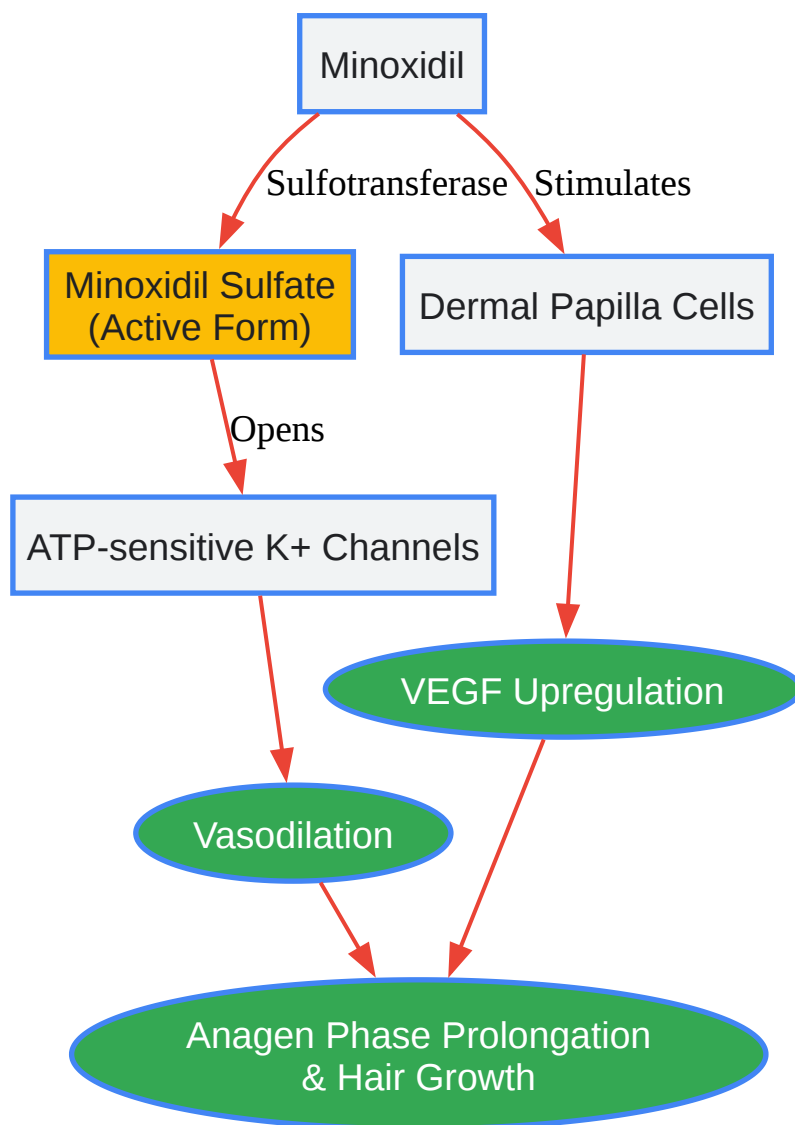 Minoxidil
Sulfotransferase
Stimulates
Minoxidil Sulfate
(Active Form)
Dermal Papilla Cells
Opens
ATP-sensitive K+ Channels
VEGF Upregulation
Vasodilation
Anagen Phase Prolongation
& Hair Growth